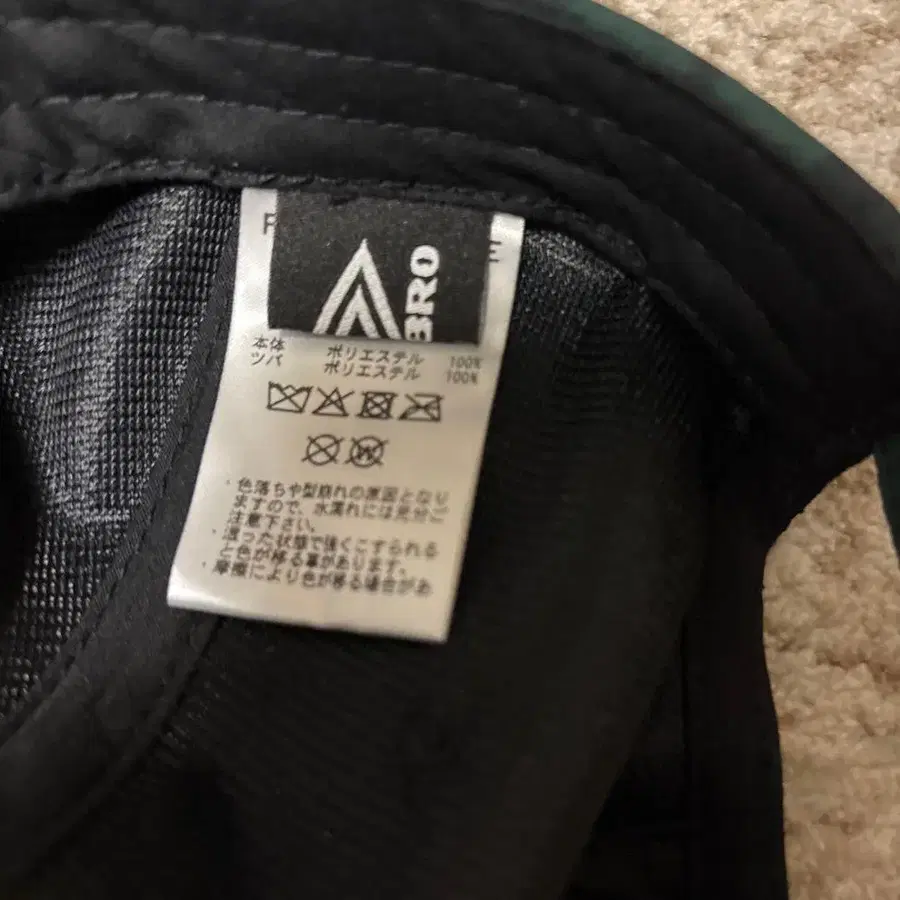 F
E
BRO
本体 ポリエステル 100%
ツバ ポリエステル 100%
W
・色落ちや型崩れの原因となり
ますので、水濡れには充分ご
注意下さい。
・湿った状態で強くこすられる
と色が移る事があります。
・摩擦により色が移る場合があ